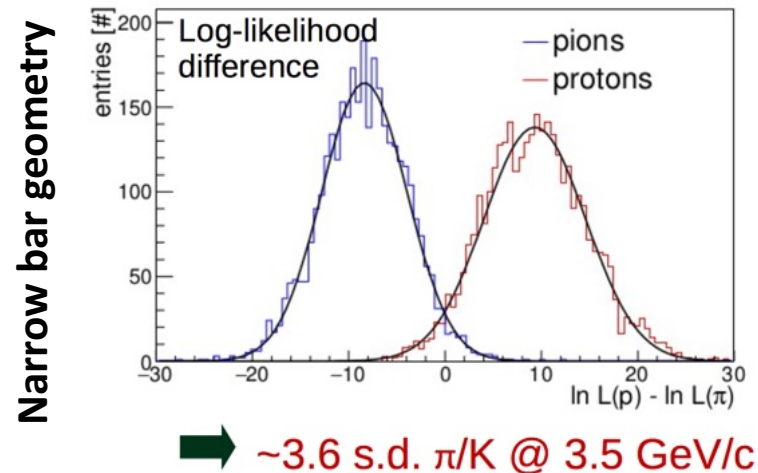 Narrow bar geometry
entries [#]
Log-likelihood
difference
pions
protons
200
150
100
50
0
−30
−20
−10
0
10
20
30
ln L(p) - ln L(π)
~3.6 s.d. π/K @ 3.5 GeV/c